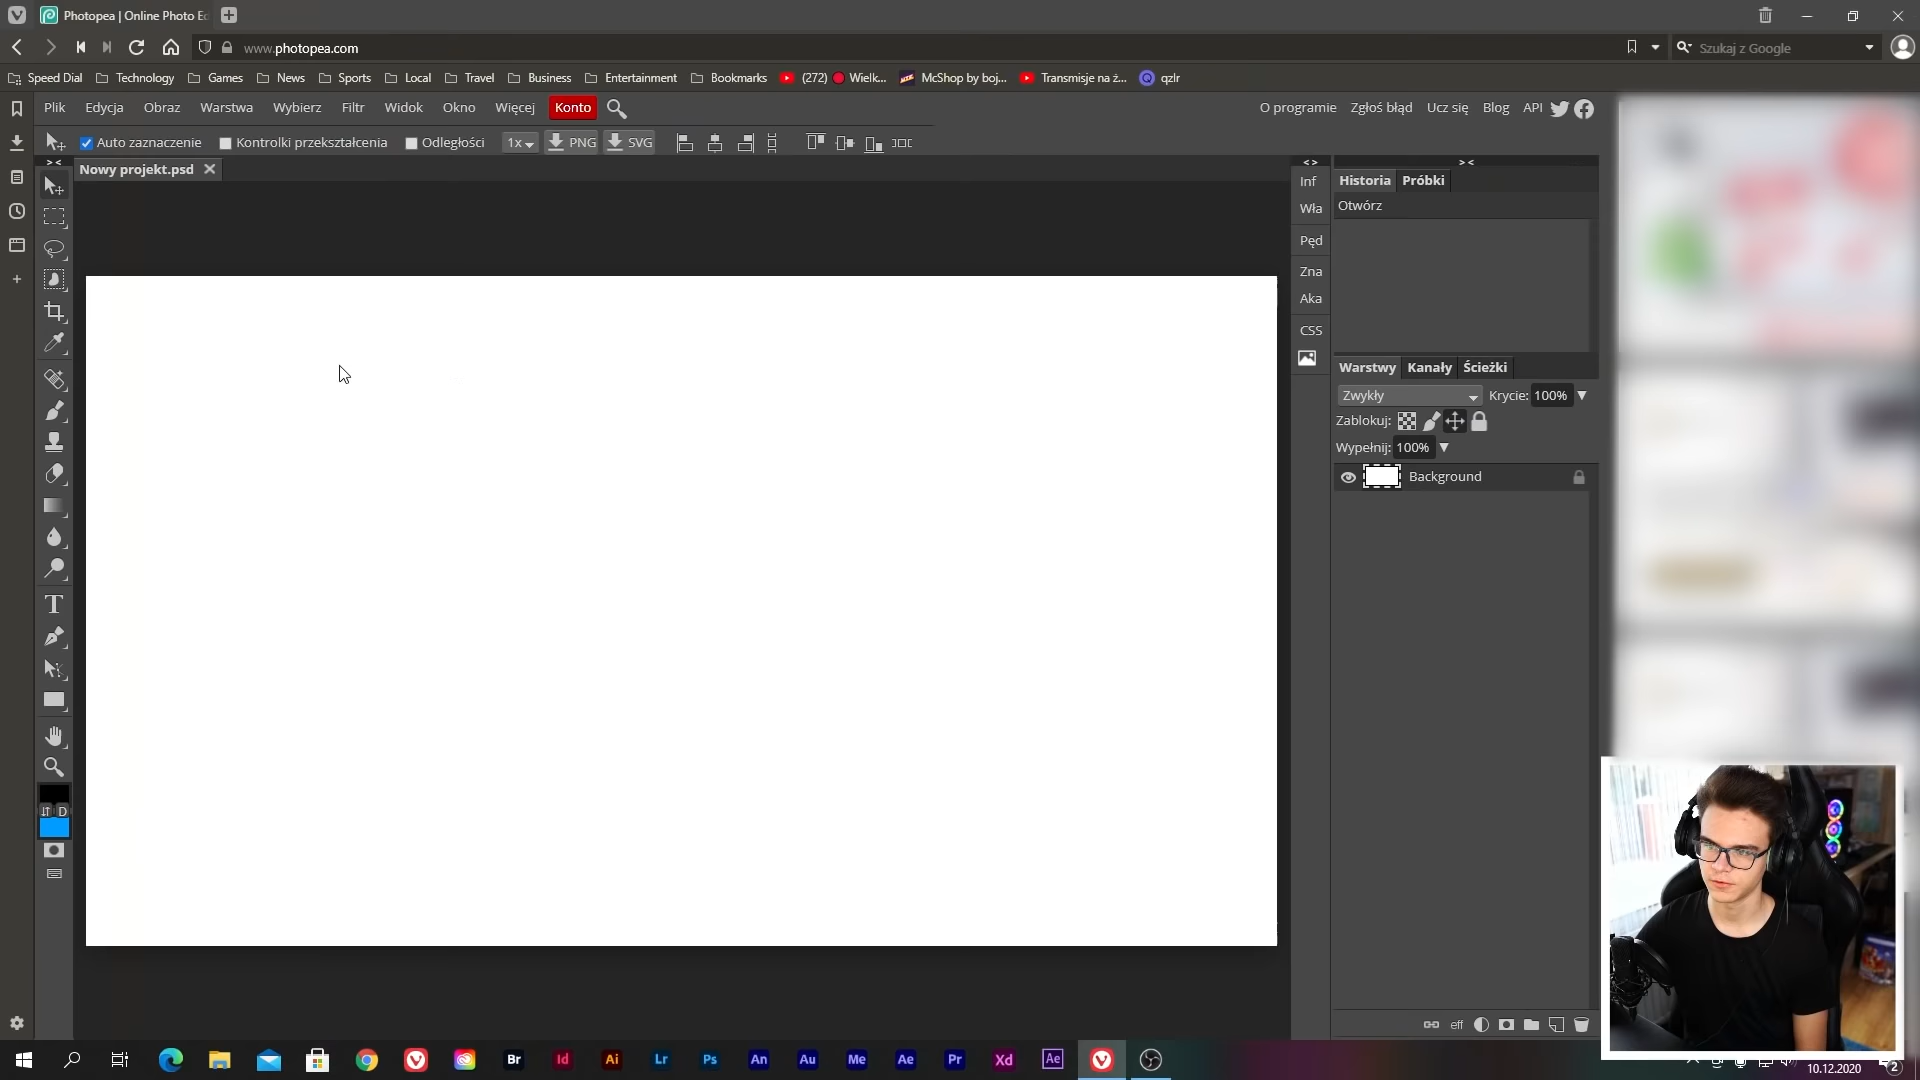 Photopea | Online Photo Ed
www.photopea.com
Szukaj z Google
Speed Dial Technology Games News Sports Local Travel Business Entertainment Bookmarks (272) Wielk... McShop by boj... Transmisje na ż... qzlr
Plik Edycja Obraz Warstwa Wybierz Filtr Widok Okno Więcej Konto
O programie Zgłoś błąd Ucz się Blog API
Auto zaznaczenie Kontrolki przekształcenia Odległości 1x PNG SVG
> <
< >
> <
Nowy projekt.psd
Inf
Wła
Pęd
Zna
Aka
CSS
Historia Próbki
Otwórz
Warstwy Kanały Ścieżki
Zwykły Krycie: 100%
Zablokuj:
Wypełnij: 100%
Background
T
D
eff
Br Id Ai Lr Ps An Au Me Ae Pr Xd Ae
10.12.2020
2